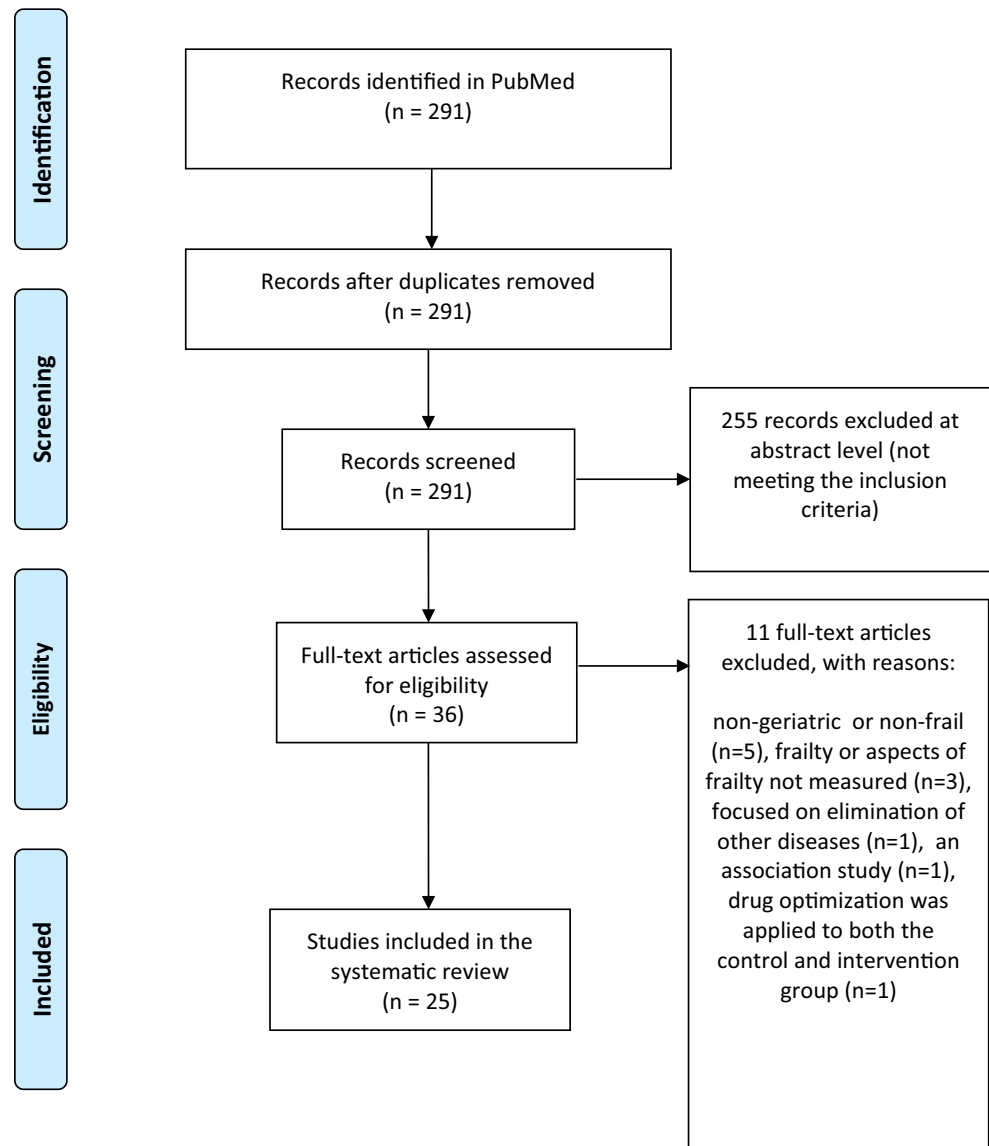 Identification
Records identified in PubMed
(n = 291)
Records after duplicates removed
(n = 291)
Screening
Records screened
(n = 291)
255 records excluded at
abstract level (not
meeting the inclusion
criteria)
Eligibility
Full-text articles assessed
for eligibility
(n = 36)
11 full-text articles
excluded, with reasons:
non-geriatric or non-frail
(n=5), frailty or aspects of
frailty not measured (n=3),
focused on elimination of
other diseases (n=1), an
association study (n=1),
drug optimization was
applied to both the
control and intervention
group (n=1)
Included
Studies included in the
systematic review
(n = 25)